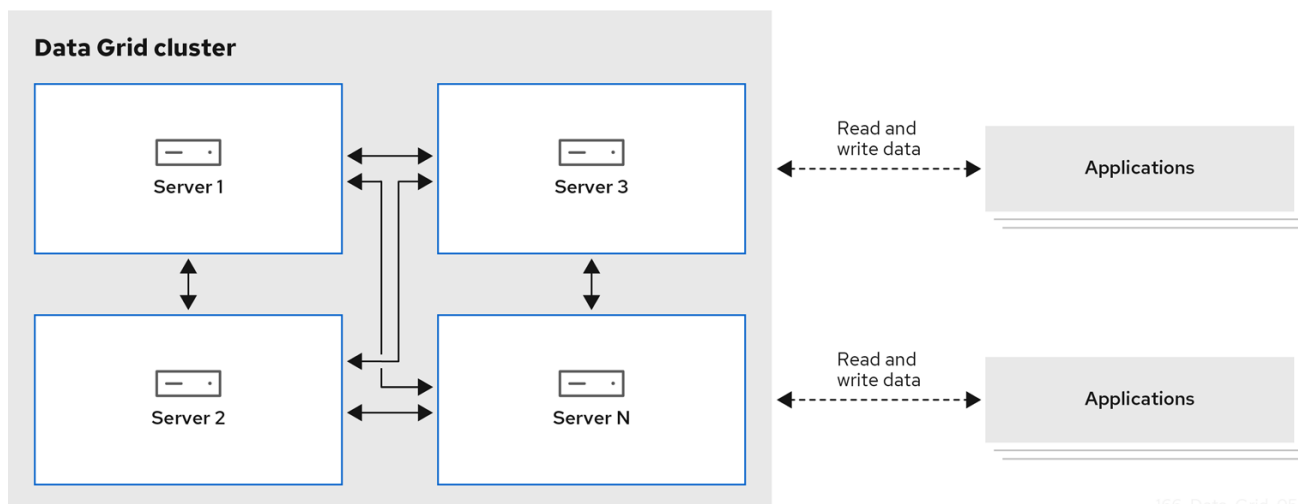 Data Grid cluster
Server 1
Server 3
Read and
write data
Applications
Server 2
Server N
Read and
write data
Applications